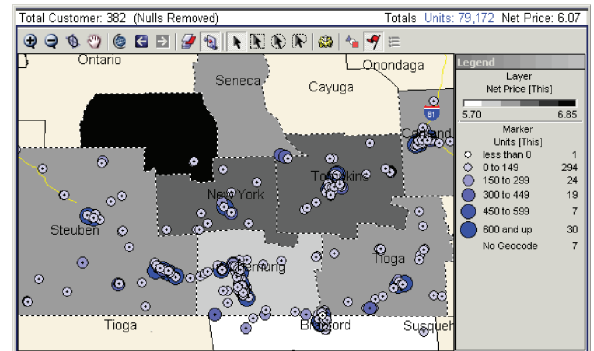 Total Customer: 382 (Nulls Removed)
Totals Units: 79,172 Net Price: 6.07
Ontario
Seneca
Cayuga
Onondaga
81
Cortland
New York
Tompkins
Steuben
Chemung
Tioga
Tioga
Bradford
Susqueh
Legend
Layer
Net Price [This]
5.70 6.85
Marker
Units [This]
less than 0 1
0 to 149 294
150 to 299 24
300 to 449 19
450 to 599 7
600 and up 30
No Geocode 7